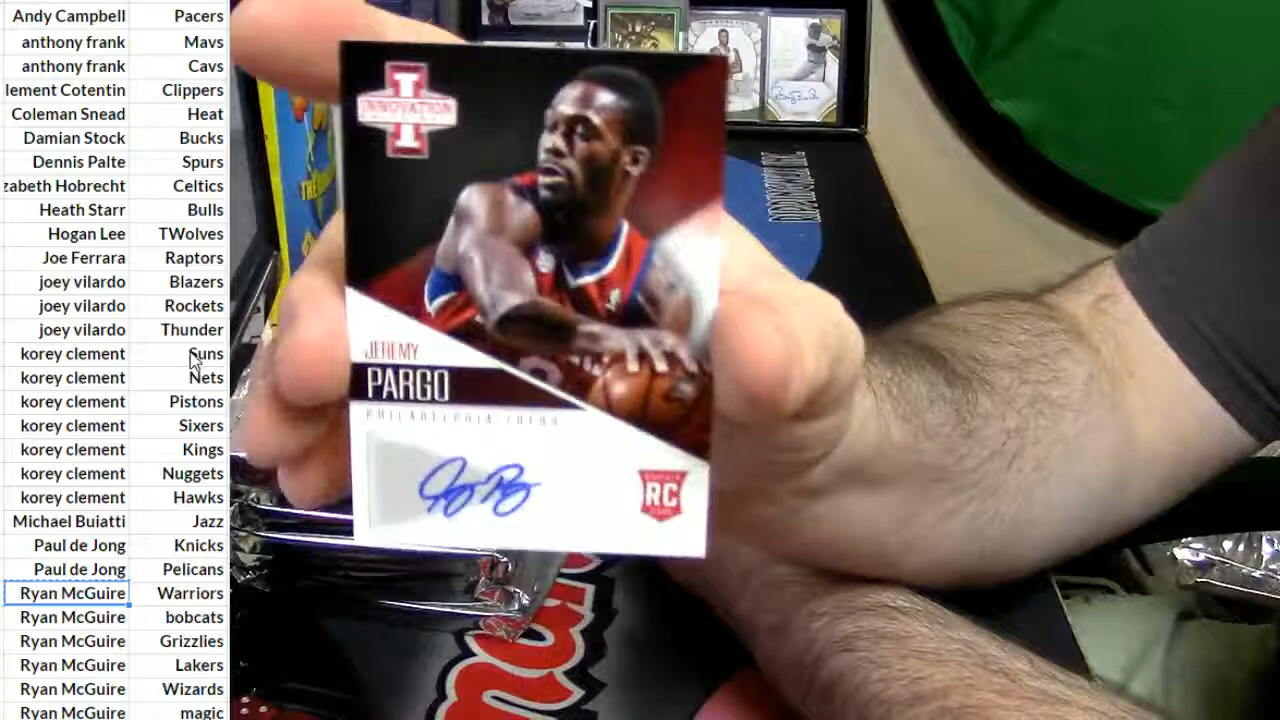 Andy Campbell Pacers
anthony frank Mavs
anthony frank Cavs
lement Cotentin Clippers
Coleman Snead Heat
Damian Stock Bucks
Dennis Palte Spurs
zabeth Hobrecht Celtics
Heath Starr Bulls
Hogan Lee TWolves
Joe Ferrara Raptors
joey vilardo Blazers
joey vilardo Rockets
joey vilardo Thunder
korey clement Suns
korey clement Nets
korey clement Pistons
korey clement Sixers
korey clement Kings
korey clement Nuggets
korey clement Hawks
Michael Buiatti Jazz
Paul de Jong Knicks
Paul de Jong Pelicans
Ryan McGuire Warriors
Ryan McGuire bobcats
Ryan McGuire Grizzlies
Ryan McGuire Lakers
Ryan McGuire Wizards
Ryan McGuire magic
I
INNOVATION
JEREMY
PARGO
PHILADELPHIA 76ERS
RC